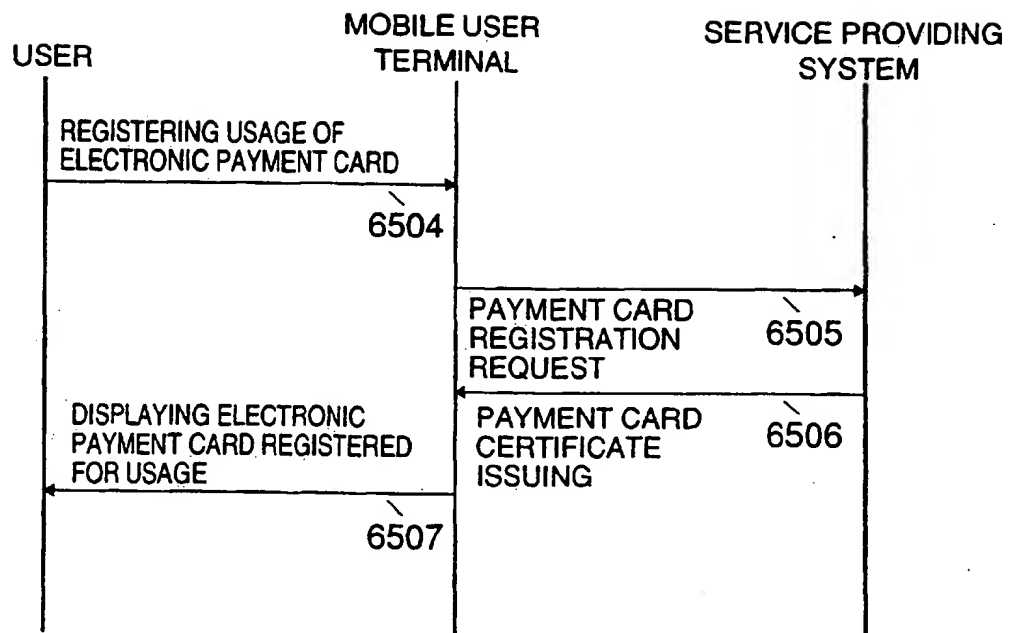 USER
MOBILE USER
TERMINAL
SERVICE PROVIDING
SYSTEM
REGISTERING USAGE OF
ELECTRONIC PAYMENT CARD
6504
PAYMENT CARD
REGISTRATION
REQUEST
6505
DISPLAYING ELECTRONIC
PAYMENT CARD REGISTERED
FOR USAGE
PAYMENT CARD
CERTIFICATE
ISSUING
6506
6507